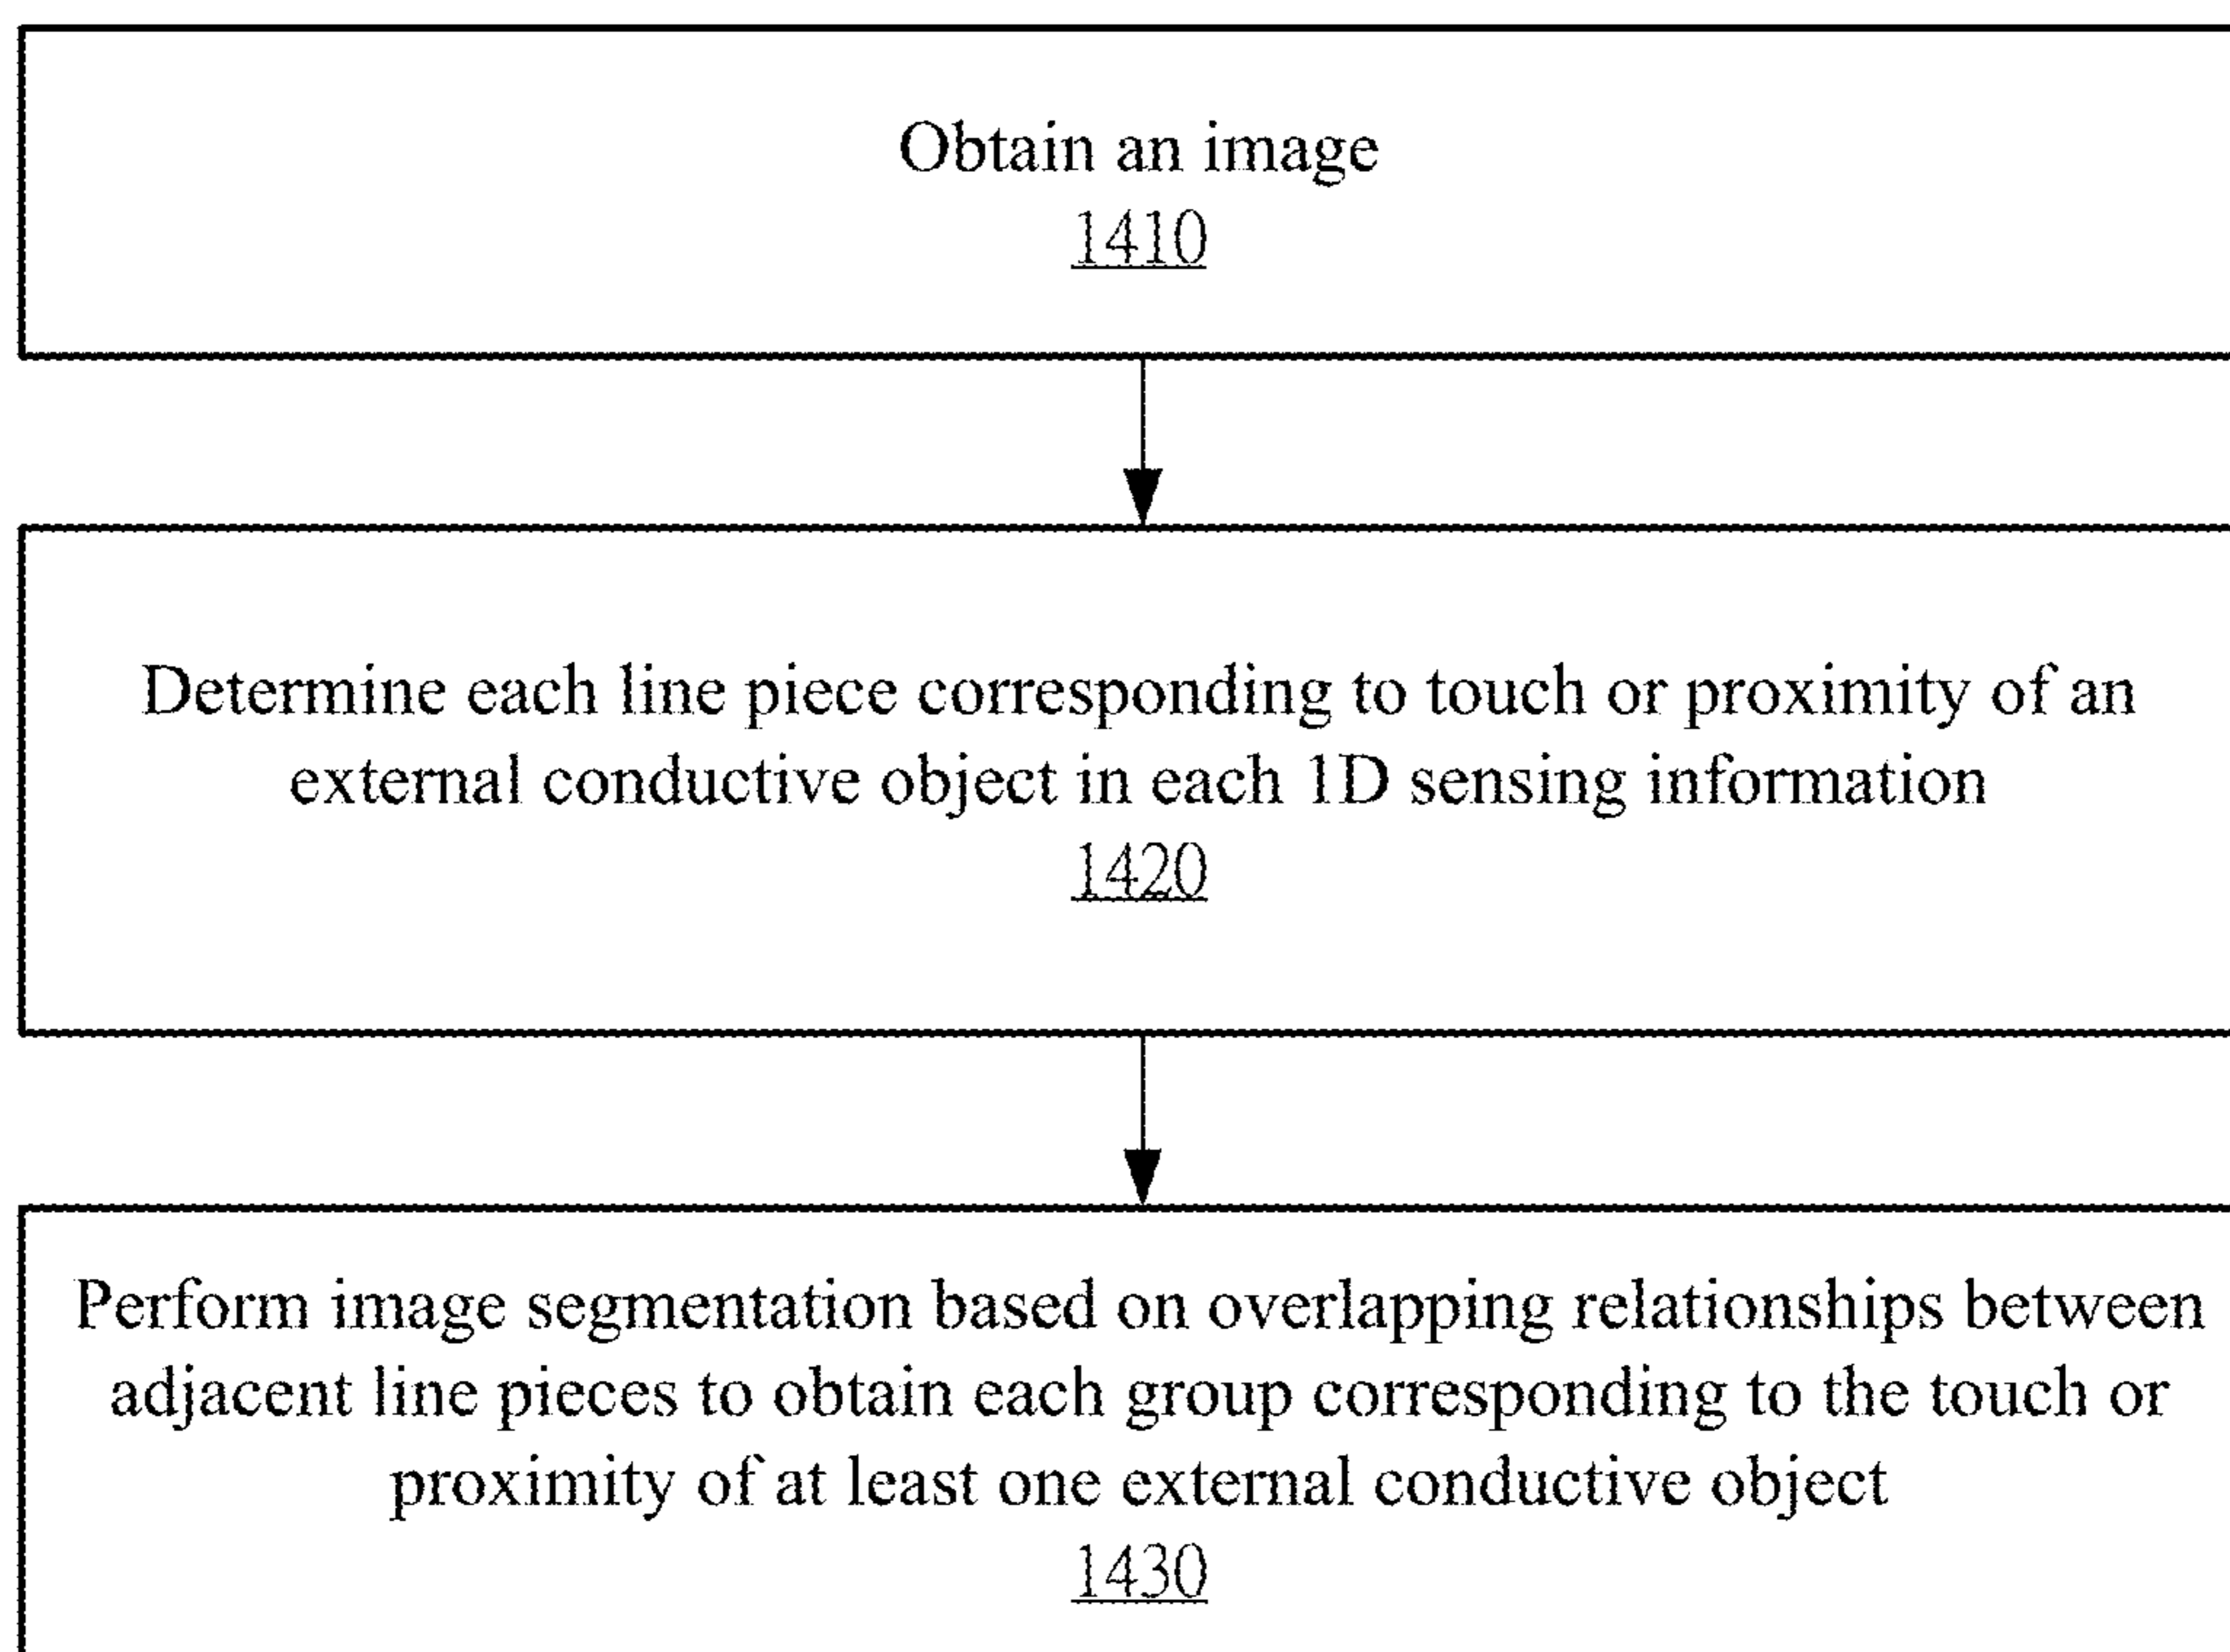 Obtain an image
1410
Determine each line piece corresponding to touch or proximity of an
external conductive object in each 1D sensing information
1420
Perform image segmentation based on overlapping relationships between
adjacent line pieces to obtain each group corresponding to the touch or
proximity of at least one external conductive object
1430